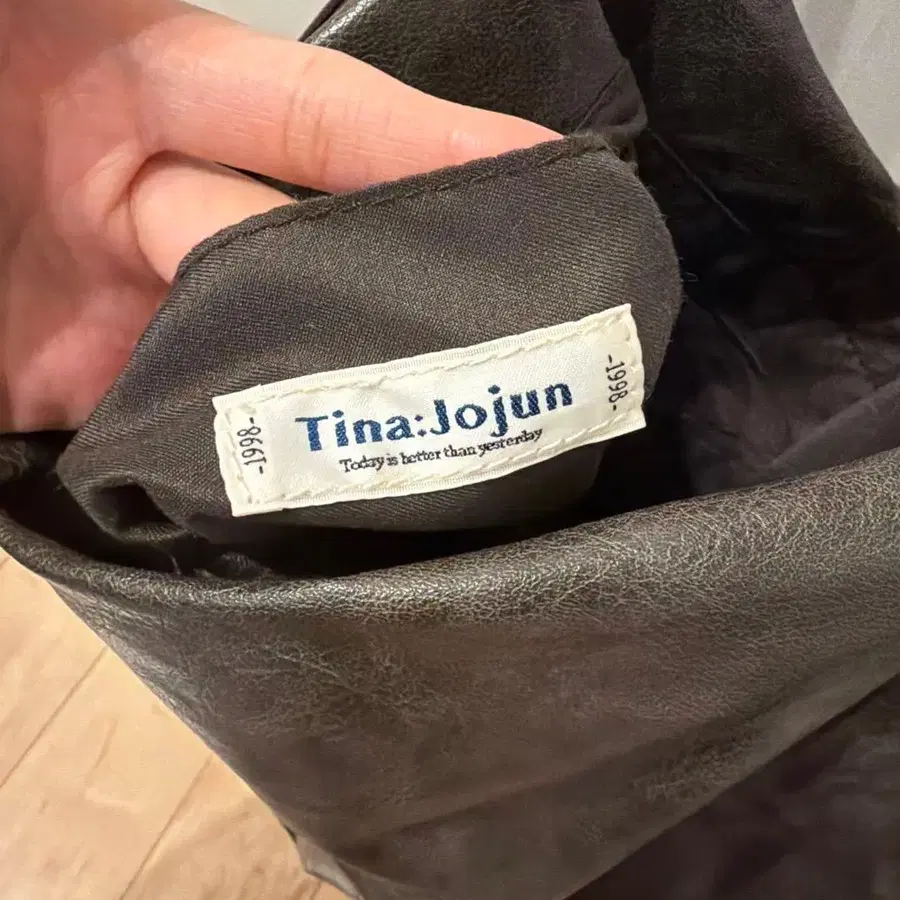 -1998-
Tina:Jojun
Today is better than yesterday
-1998-